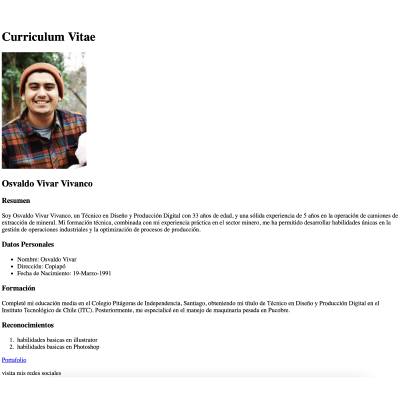 Curriculum Vitae
Osvaldo Vivar Vivanco
Resumen
Soy Osvaldo Vivar Vivanco, un Técnico en Diseño y Producción Digital con 33 años de edad, y una sólida experiencia de 5 años en la operación de camiones de
extracción de mineral. Mi formación técnica, combinada con mi experiencia práctica en el sector minero, me ha permitido desarrollar habilidades únicas en la
gestión de operaciones industriales y la optimización de procesos de producción.
Datos Personales
• Nombre: Osvaldo Vivar
• Dirección: Copiapó
• Fecha de Nacimiento: 19-Marzo-1991
Formación
Completé mi educación media en el Colegio Pitágoras de Independencia, Santiago, obteniendo mi título de Técnico en Diseño y Producción Digital en el
Instituto Tecnológico de Chile (ITC). Posteriormente, me especialicé en el manejo de maquinaria pesada en Pucobre.
Reconocimientos
1. habilidades basicas en illustrator
2. habilidades basicas en Photoshop
Portafolio
visita mis redes sociales